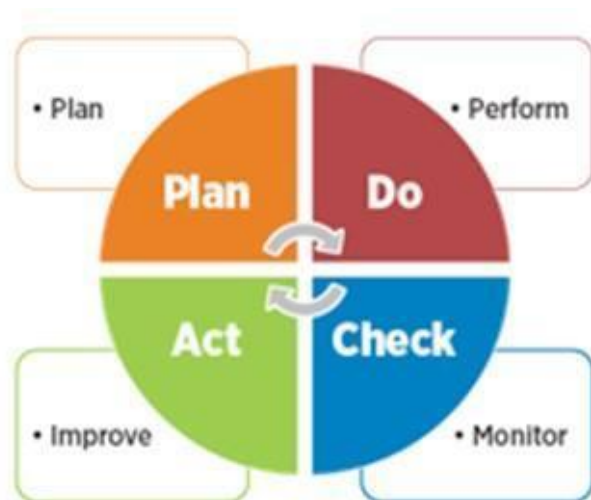 • Plan
Plan
Do
• Perform
Act
Check
• Improve
• Monitor